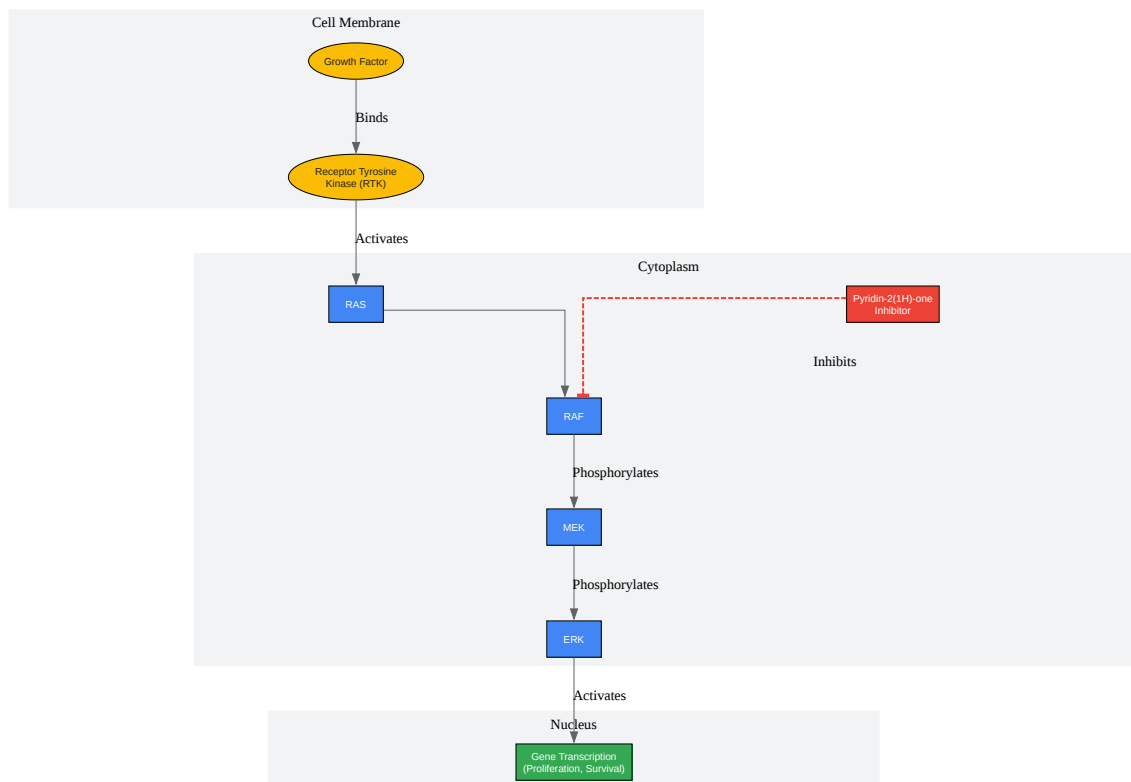 Cell Membrane
Growth Factor
Binds
Receptor Tyrosine
Kinase (RTK)
Activates
Cytoplasm
RAS
Pyridin-2(1H)-one
Inhibitor
Inhibits
RAF
Phosphorylates
MEK
Phosphorylates
ERK
Activates
Nucleus
Gene Transcription
(Proliferation, Survival)